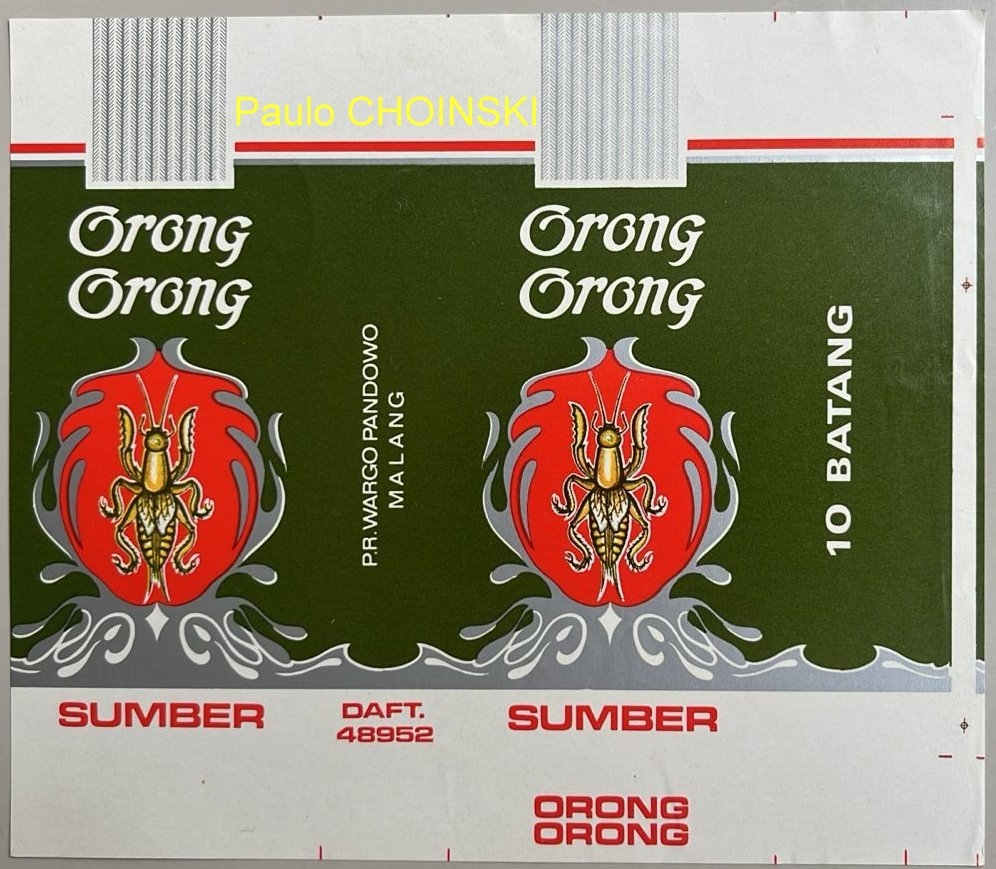 Paulo CHOINSKI
Orong
Orong
P.R. WARGO PANDOWO
MALANG
Orong
Orong
10 BATANG
SUMBER
DAFT.
48952
SUMBER
ORONG
ORONG